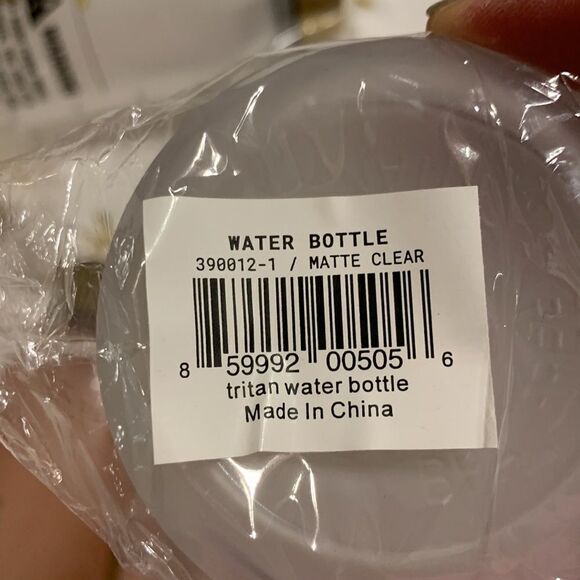 WATER BOTTLE
390012-1 / MATTE CLEAR
8 59992 00505 6
tritan water bottle
Made In China